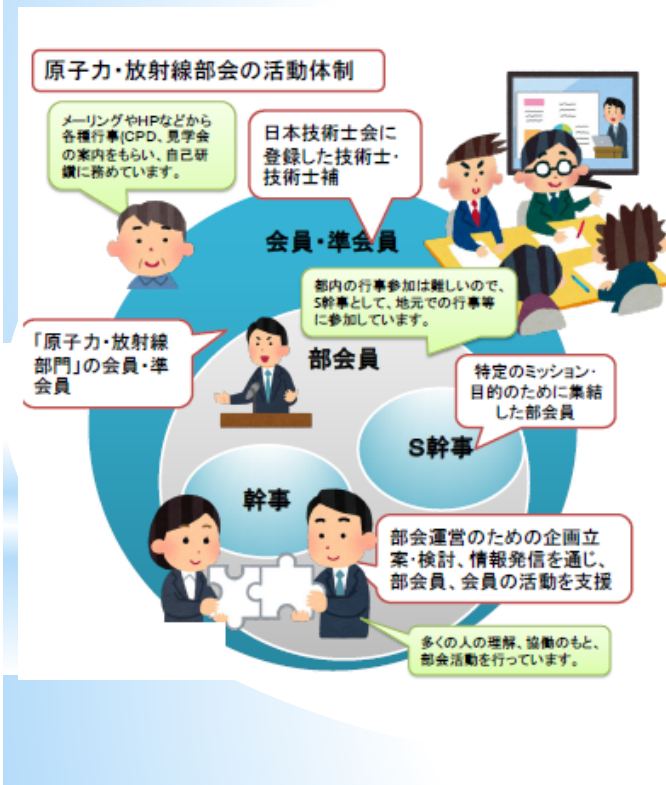 原子力・放射線部会の活動体制
メーリングやHPなどから
各種行事(CPD、見学会
の案内をもらい、自己研
鑽に務めています。
日本技術士会に
登録した技術士・
技術士補
会員・準会員
都内の行事参加は難しいので、
S幹事として、地元での行事等
に参加しています。
「原子力・放射線
部門」の会員・準
会員
部会員
特定のミッション・
目的のために集結
した部会員
S幹事
幹事
部会運営のための企画立
案・検討、情報発信を通じ、
部会員、会員の活動を支援
多くの人の理解、協働のもと、
部会活動を行っています。